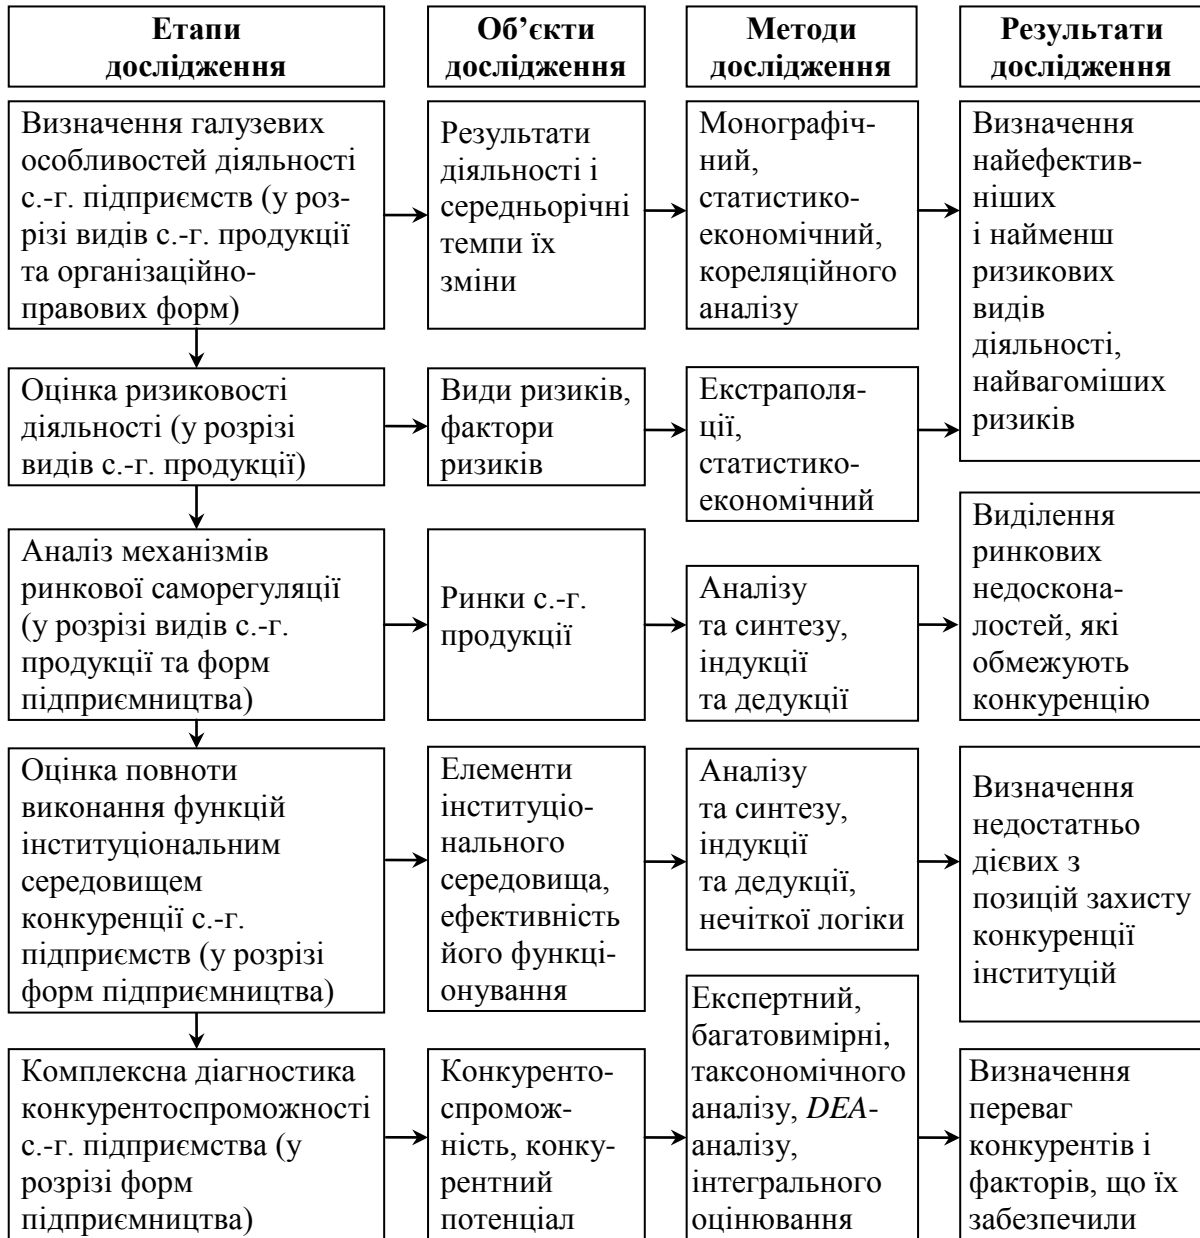 Етапи
дослідження
Об’єкти
дослідження
Методи
дослідження
Результати
дослідження
Визначення галузевих
особливостей діяльності
с.-г. підприємств (у роз-
різі видів с.-г. продукції
та організаційно-
правових форм)
Результати
діяльності і
середньорічні
темпи їх
зміни
Монографіч-
ний,
статистико-
економічний,
кореляційного
аналізу
Визначення
найефектив-
ніших
і найменш
ризикових
видів
діяльності,
найвагоміших
ризиків
Оцінка ризиковості
діяльності (у розрізі
видів с.-г. продукції)
Види ризиків,
фактори
ризиків
Екстраполя-
ції,
статистико-
економічний
Аналіз механізмів
ринкової саморегуляції
(у розрізі видів с.-г.
продукції та форм
підприємництва)
Ринки с.-г.
продукції
Аналізу
та синтезу,
індукції
та дедукції
Виділення
ринкових
недоскона-
лостей, які
обмежують
конкуренцію
Оцінка повноти
виконання функцій
інституціональним
середовищем
конкуренції с.-г.
підприємств (у розрізі
форм підприємництва)
Елементи
інституціо-
нального
середовища,
ефективність
його функці-
онування
Аналізу
та синтезу,
індукції
та дедукції,
нечіткої логіки
Визначення
недостатньо
дієвих з
позицій захисту
конкуренції
інституцій
Комплексна діагностика
конкурентоспроможності
с.-г. підприємства (у
розрізі форм
підприємництва)
Конкуренто-
спромож-
ність, конку-
рентний
потенціал
Експертний,
багатовимірні,
таксономічного
аналізу, DEA-
аналізу,
інтегрального
оцінювання
Визначення
переваг
конкурентів і
факторів, що їх
забезпечили